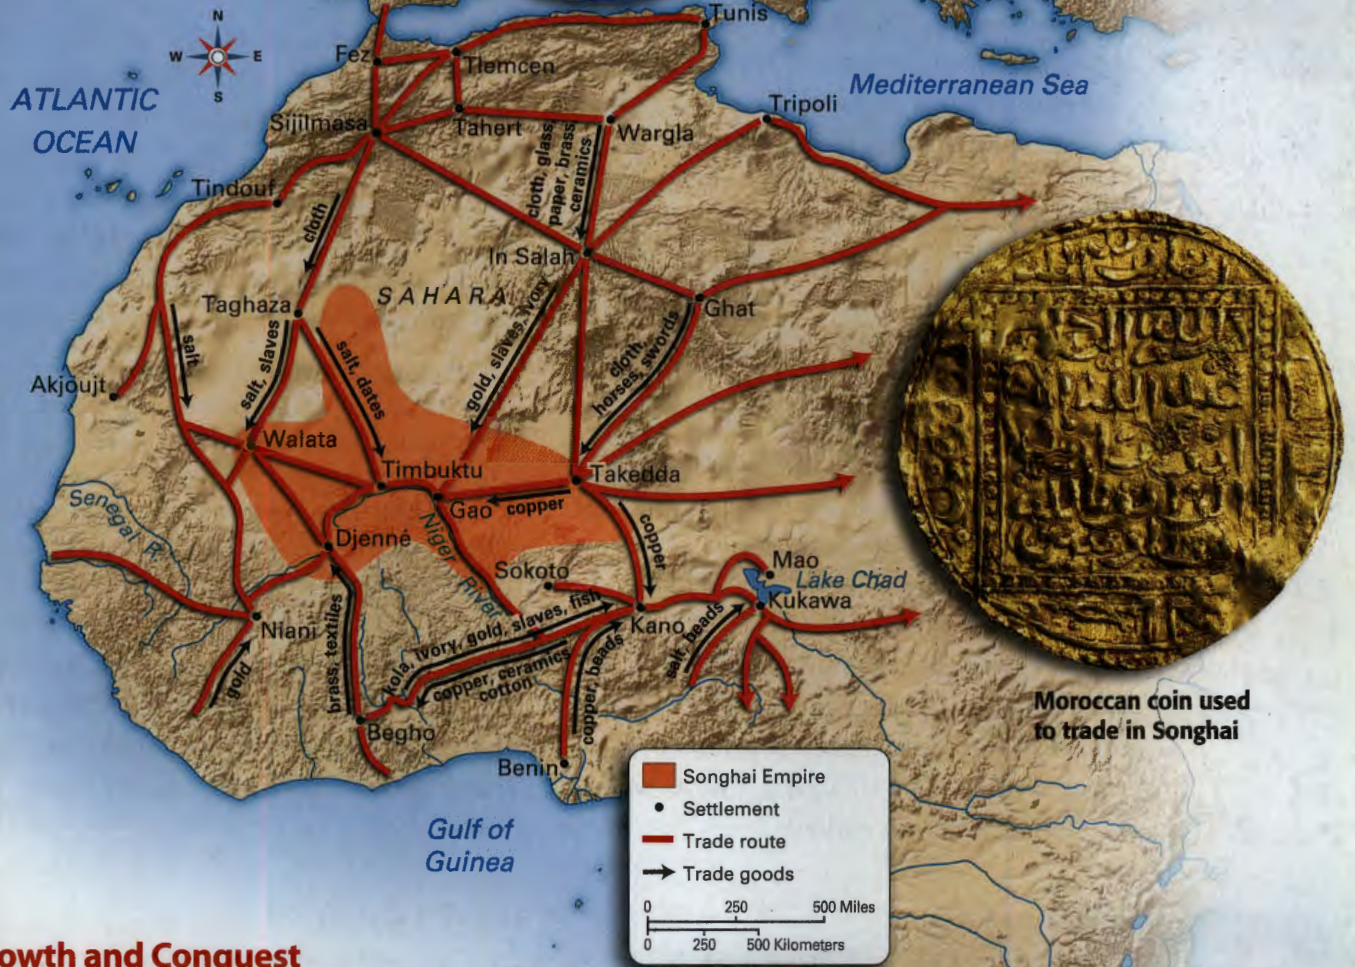 N
W E
S
ATLANTIC
OCEAN
Mediterranean Sea
Tunis
Fez
Tlemcen
Sijilmasa
Tahert
Wargla
Tripoli
Tindouf
cloth
cloth, glass,
paper, brass,
ceramics
In Salah
Taghaza
SAHARA
Ghat
salt
salt, slaves
salt, dates
gold, slaves, ivory
cloth,
horses, swords
Akjoujt
Walata
Timbuktu
Takedda
Gao
copper
copper
Senegal R.
Djenné
Niger River
Sokoto
Mao
Lake Chad
Kukawa
Niani
gold
brass, textiles
kola, ivory, gold, slaves, fish
copper, ceramics
cotton
copper, beads
Kano
salt, beads
Begho
Benin
Gulf of
Guinea
Songhai Empire
Settlement
Trade route
Trade goods
0 250 500 Miles
0 250 500 Kilometers
Moroccan coin used
to trade in Songhai
owth and Conquest